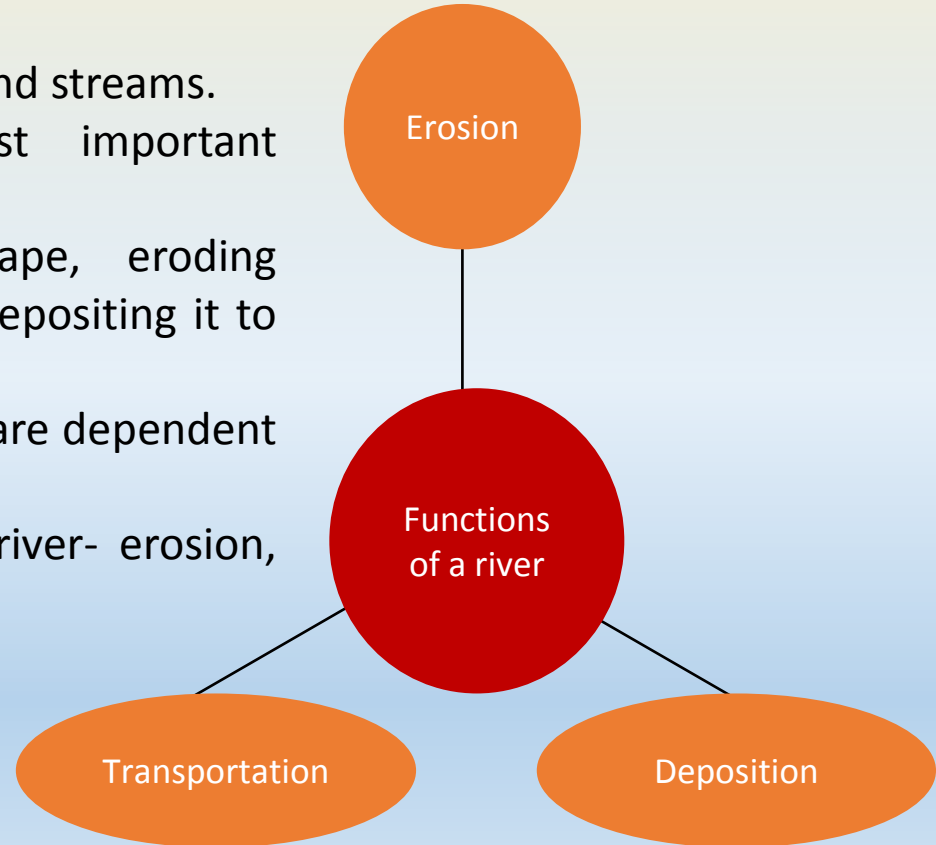 nd streams.
st important
ape, eroding
epositing it to
are dependent
river- erosion,
Erosion
Functions
of a river
Transportation
Deposition